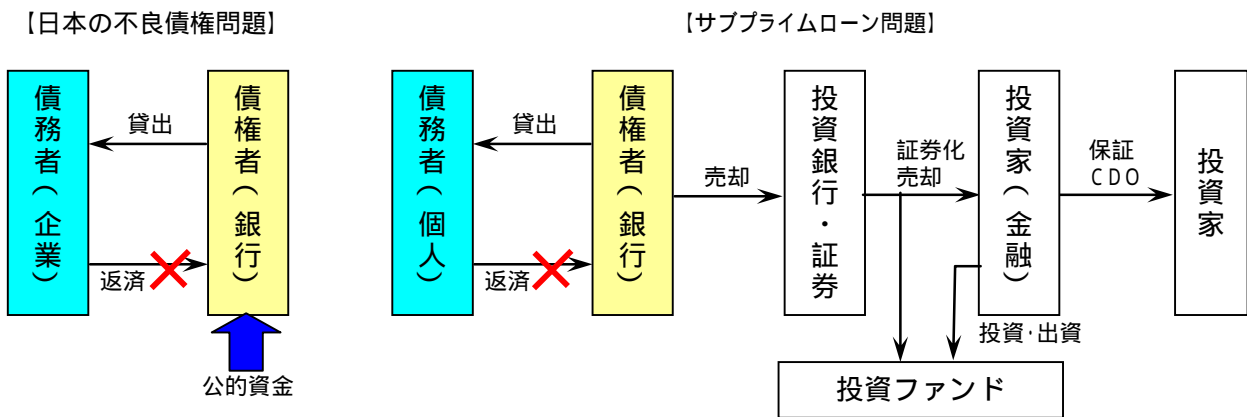 【日本の不良債権問題】
債務者(企業)
貸出
返済
債権者(銀行)
公的資金
【サブプライムローン問題】
債務者(個人)
貸出
返済
債権者(銀行)
売却
投資銀行・証券
証券化
売却
投資家(金融)
保証
CDO
投資家
投資・出資
投資ファンド